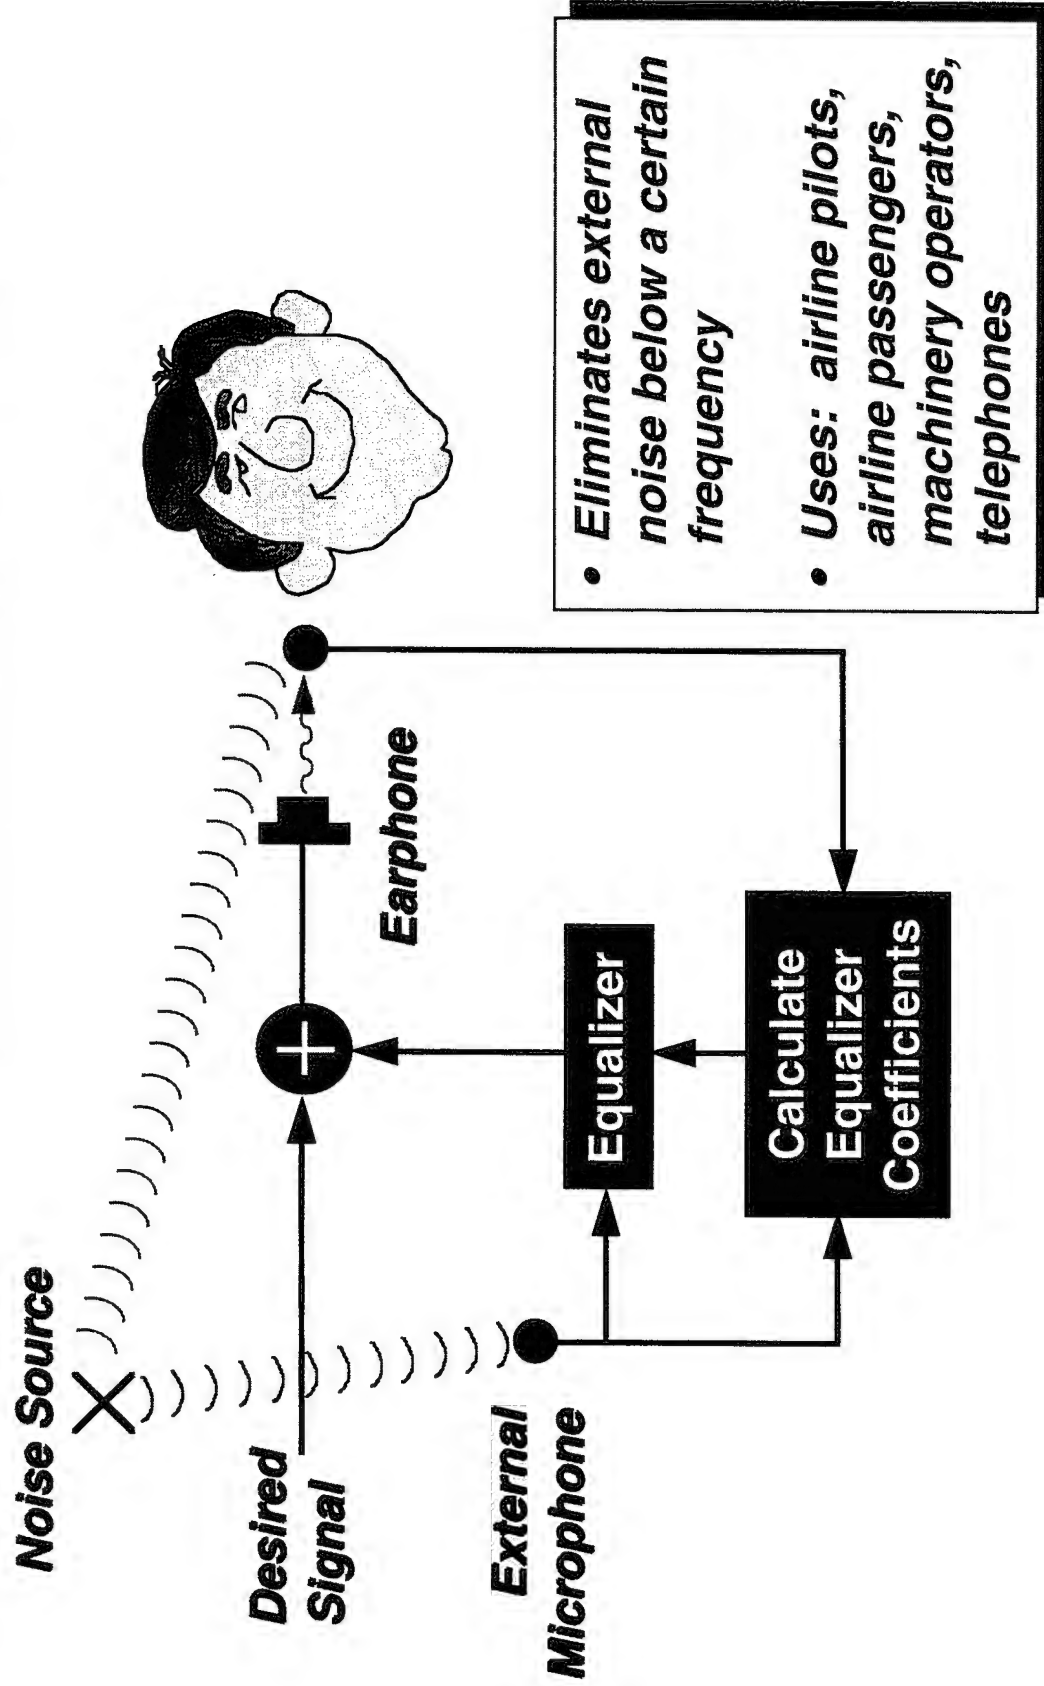 Noise Source
Desired
Signal
External
Microphone
+
Earphone
Equalizer
Calculate
Equalizer
Coefficients
• Eliminates external
noise below a certain
frequency
• Uses: airline pilots,
airline passengers,
machinery operators,
telephones